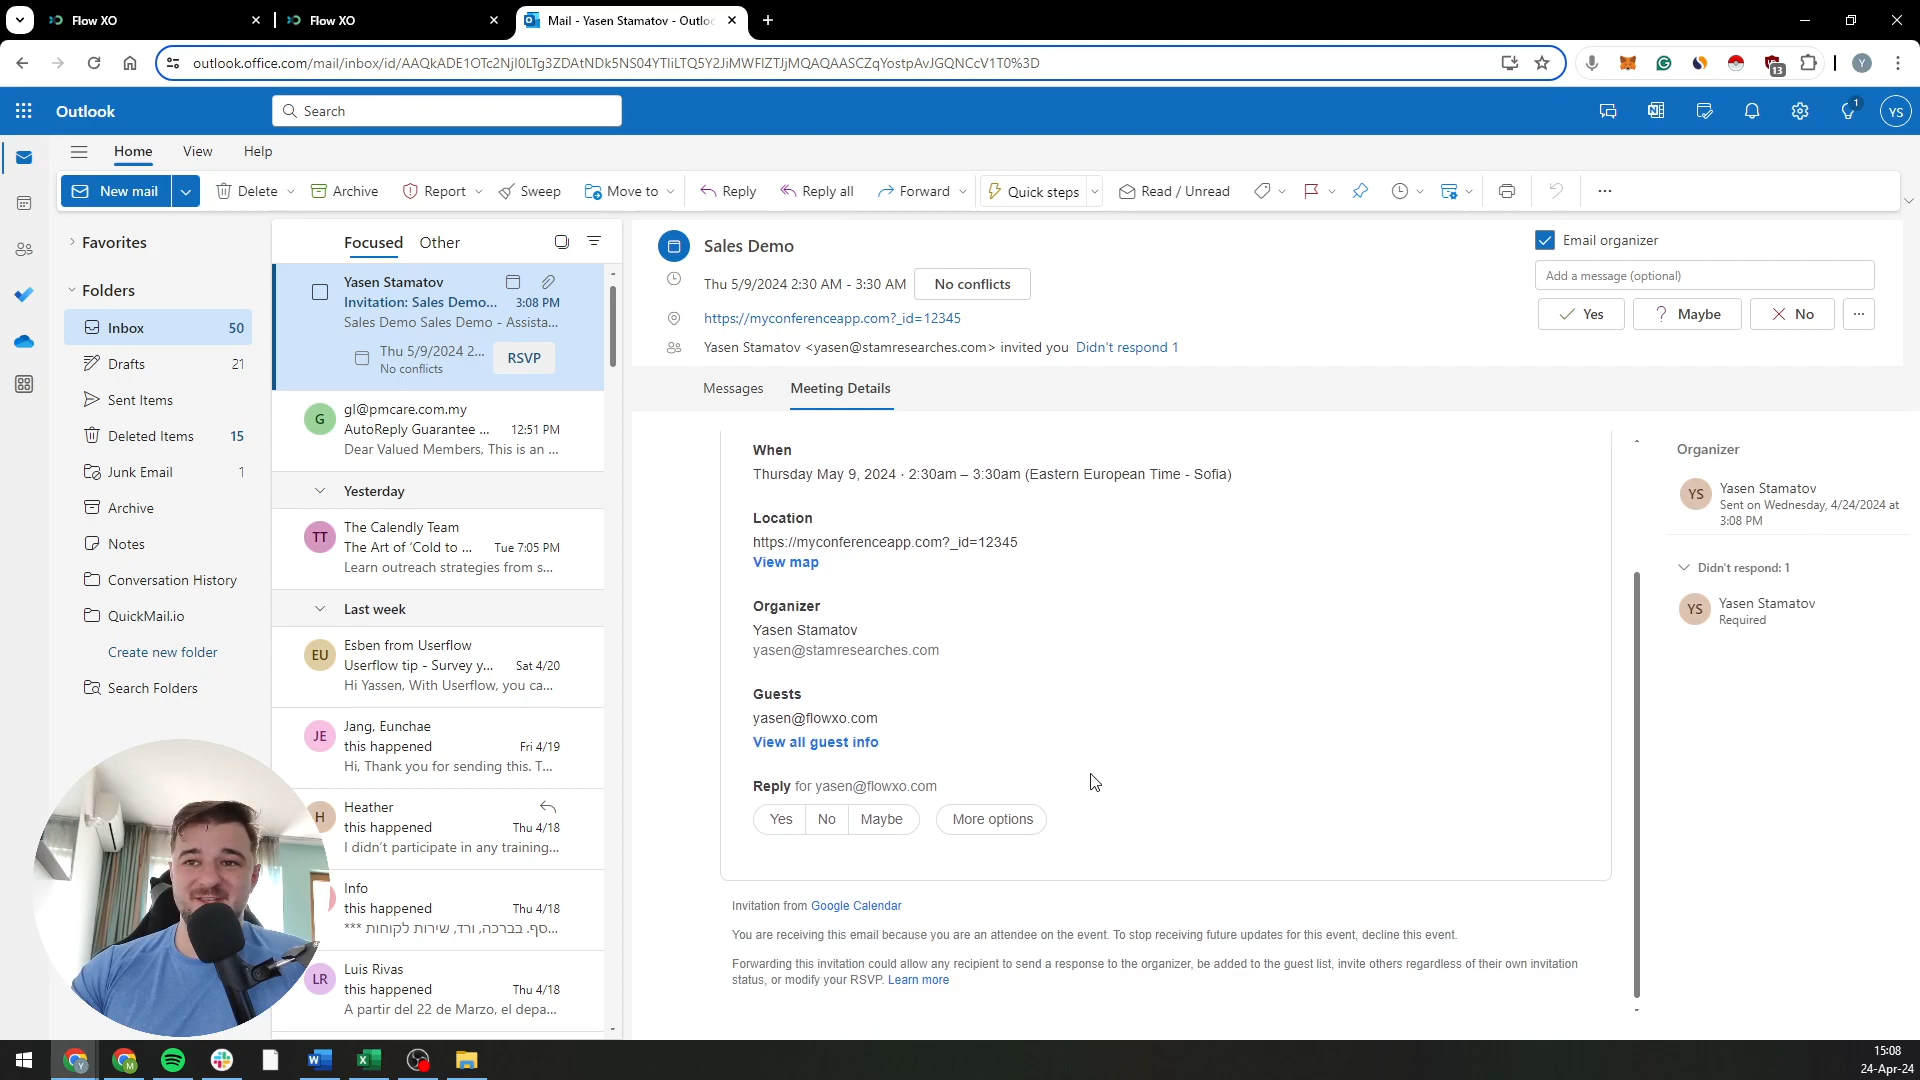 Flow XO
Flow XO
Mail - Yasen Stamatov - Outlo
outlook.office.com/mail/inbox/id/AAQkADE1OTc2NjI0LTg3ZDAtNDk5NS04YTliLTQ5Y2JiMWFlZTJjMQAQAASCZqYostpAvJGQNCcV1T0%3D
13
Y
Outlook
Search
1
YS
Home
View
Help
New mail
Delete
Archive
Report
Sweep
Move to
Reply
Reply all
Forward
Quick steps
Read / Unread
Favorites
Folders
Inbox 50
Drafts 21
Sent Items
Deleted Items 15
Junk Email 1
Archive
Notes
Conversation History
QuickMail.io
Create new folder
Search Folders
Focused
Other
Yasen Stamatov
Invitation: Sales Demo... 3:08 PM
Sales Demo Sales Demo - Assista...
Thu 5/9/2024 2...
No conflicts
RSVP
G
gl@pmcare.com.my
AutoReply Guarantee ... 12:51 PM
Dear Valued Members, This is an ...
Yesterday
TT
The Calendly Team
The Art of ‘Cold to ... Tue 7:05 PM
Learn outreach strategies from s...
Last week
EU
Esben from Userflow
Userflow tip - Survey y... Sat 4/20
Hi Yassen, With Userflow, you ca...
JE
Jang, Eunchae
this happened Fri 4/19
Hi, Thank you for sending this. T...
H
Heather
this happened Thu 4/18
I didn't participate in any training...
Info
this happened Thu 4/18
*** סף. בברכה, ורד, שירות לקוחות...
LR
Luis Rivas
this happened Thu 4/18
A partir del 22 de Marzo, el depa...
Sales Demo
Thu 5/9/2024 2:30 AM - 3:30 AM
No conflicts
https://myconferenceapp.com?_id=12345
Yasen Stamatov <yasen@stamresearches.com> invited you Didn't respond 1
Email organizer
Add a message (optional)
Yes
Maybe
No
Messages
Meeting Details
When
Thursday May 9, 2024 · 2:30am – 3:30am (Eastern European Time - Sofia)
Location
https://myconferenceapp.com?_id=12345
View map
Organizer
Yasen Stamatov
yasen@stamresearches.com
Guests
yasen@flowxo.com
View all guest info
Reply for yasen@flowxo.com
Yes
No
Maybe
More options
Invitation from Google Calendar
You are receiving this email because you are an attendee on the event. To stop receiving future updates for this event, decline this event.
Forwarding this invitation could allow any recipient to send a response to the organizer, be added to the guest list, invite others regardless of their own invitation
status, or modify your RSVP. Learn more
Organizer
YS
Yasen Stamatov
Sent on Wednesday, 4/24/2024 at
3:08 PM
Didn't respond: 1
YS
Yasen Stamatov
Required
15:08
24-Apr-24